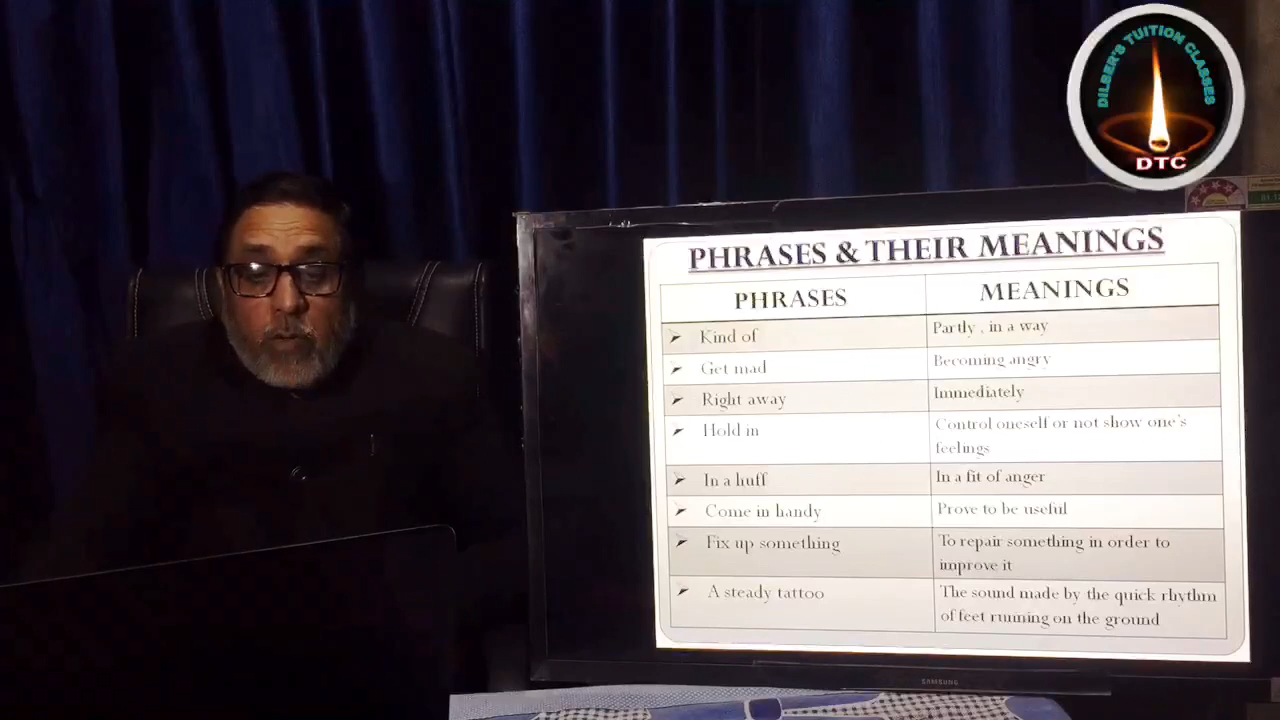 DILBER'S TUITION CLASSES
DTC
PHRASES & THEIR MEANINGS
PHRASES MEANINGS
Kind of Partly , in a way
Get mad Becoming angry
Right away Immediately
Hold in Control oneself or not show one's
feelings
In a huff In a fit of anger
Come in handy Prove to be useful
Fix up something To repair something in order to
improve it
A steady tattoo The sound made by the quick rhythm
of feet running on the ground
SAMSUNG